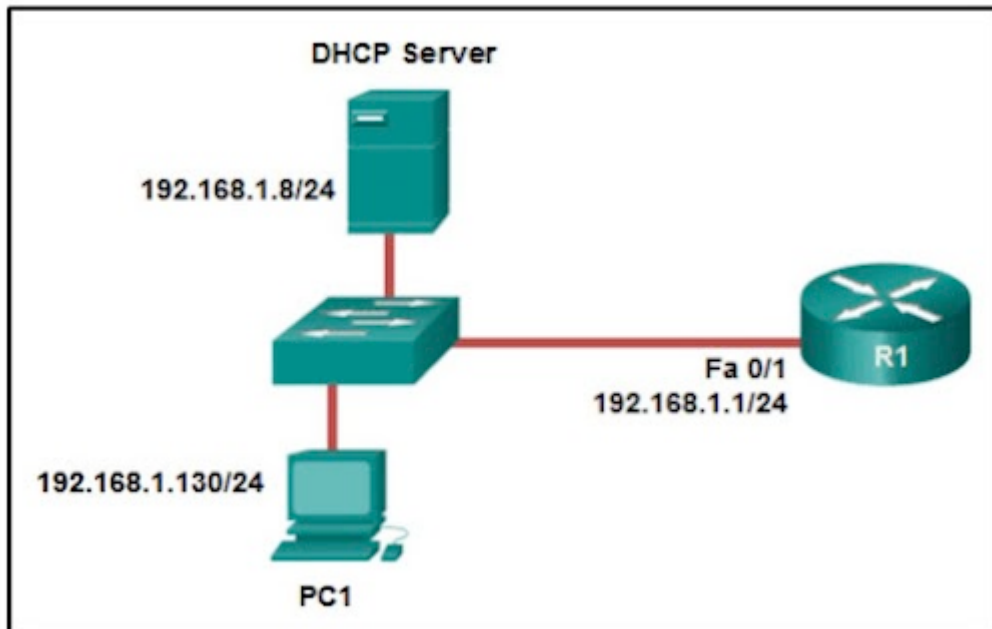 DHCP Server
192.168.1.8/24
R1
Fa 0/1
192.168.1.1/24
192.168.1.130/24
PC1